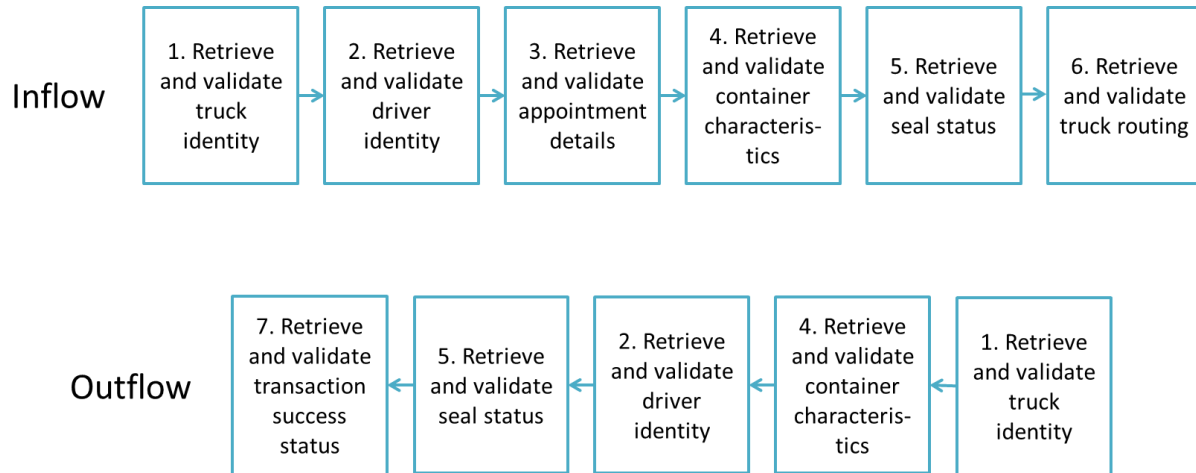 Inflow
1. Retrieve
and validate
truck
identity
2. Retrieve
and validate
driver
identity
3. Retrieve
and validate
appointment
details
4. Retrieve
and validate
container
characteris-
tics
5. Retrieve
and validate
seal status
6. Retrieve
and validate
truck routing
Outflow
7. Retrieve
and validate
transaction
success
status
5. Retrieve
and validate
seal status
2. Retrieve
and validate
driver
identity
4. Retrieve
and validate
container
characteris-
tics
1. Retrieve
and validate
truck
identity